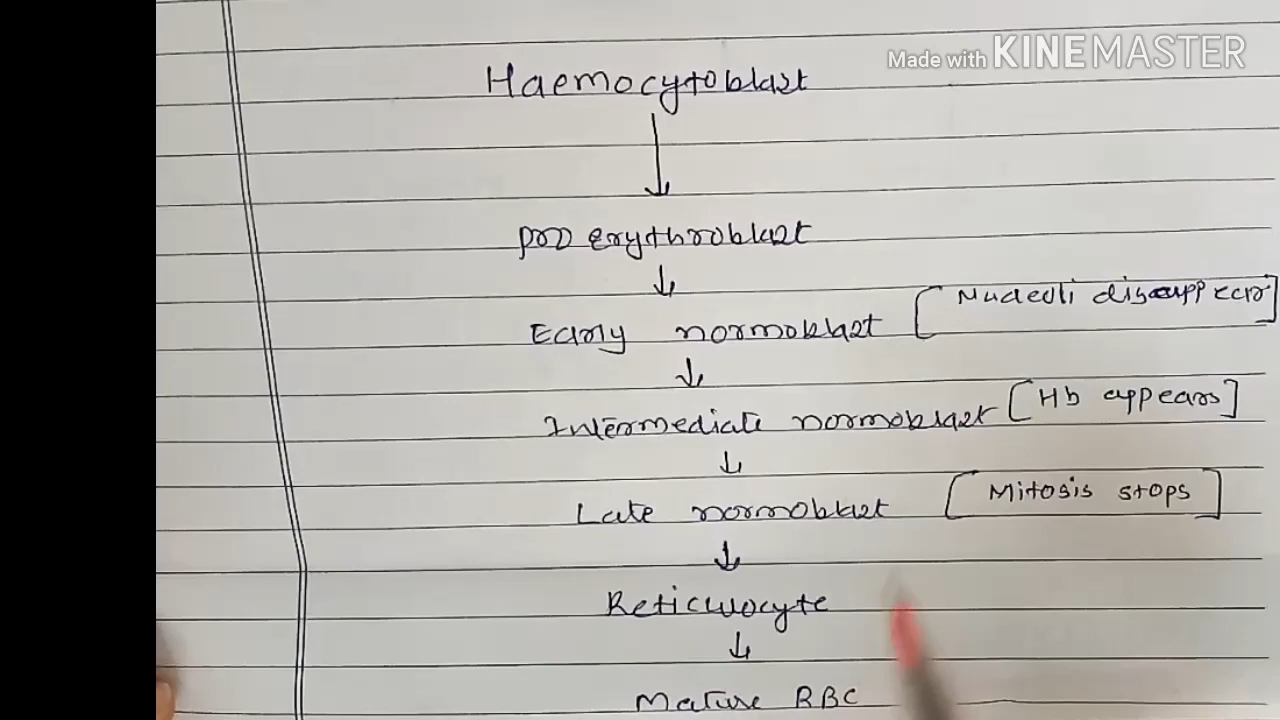 Made with KINEMASTER
Haemocytoblast
pro erythroblast
Early normoblast [Nucleoli disappear]
Intermediate normoblast [Hb appears]
Late normoblast [Mitosis stops]
Reticulocyte
Mature RBC